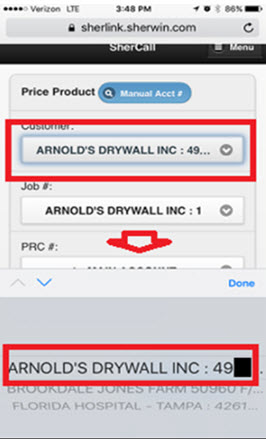 Verizon LTE 3:48 PM 86%
sherlink.sherwin.com
SherCall Menu
Price Product Manual Acct #
Customer:
ARNOLD'S DRYWALL INC : 49...
Job #:
ARNOLD'S DRYWALL INC : 1
PRC #:
MAIN ACCOUNT
Done
ARNOLD'S DRYWALL INC : 49 ...
BROOKDALE JONES FARM 50960 F/...
FLORIDA HOSPITAL - TAMPA : 4261...